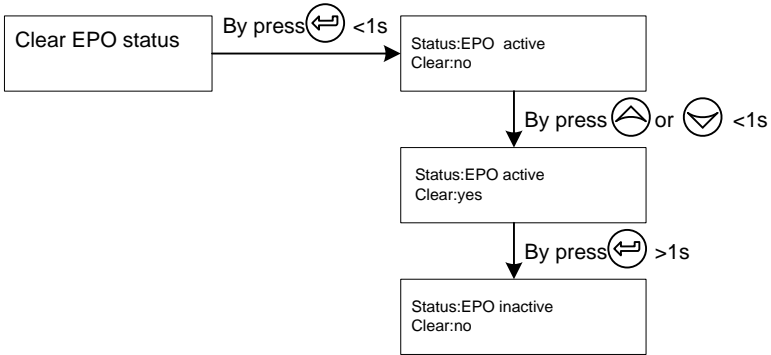 Clear EPO status
By press <1s
Status:EPO active
Clear:no
By press or <1s
Status:EPO active
Clear:yes
By press >1s
Status:EPO inactive
Clear:no